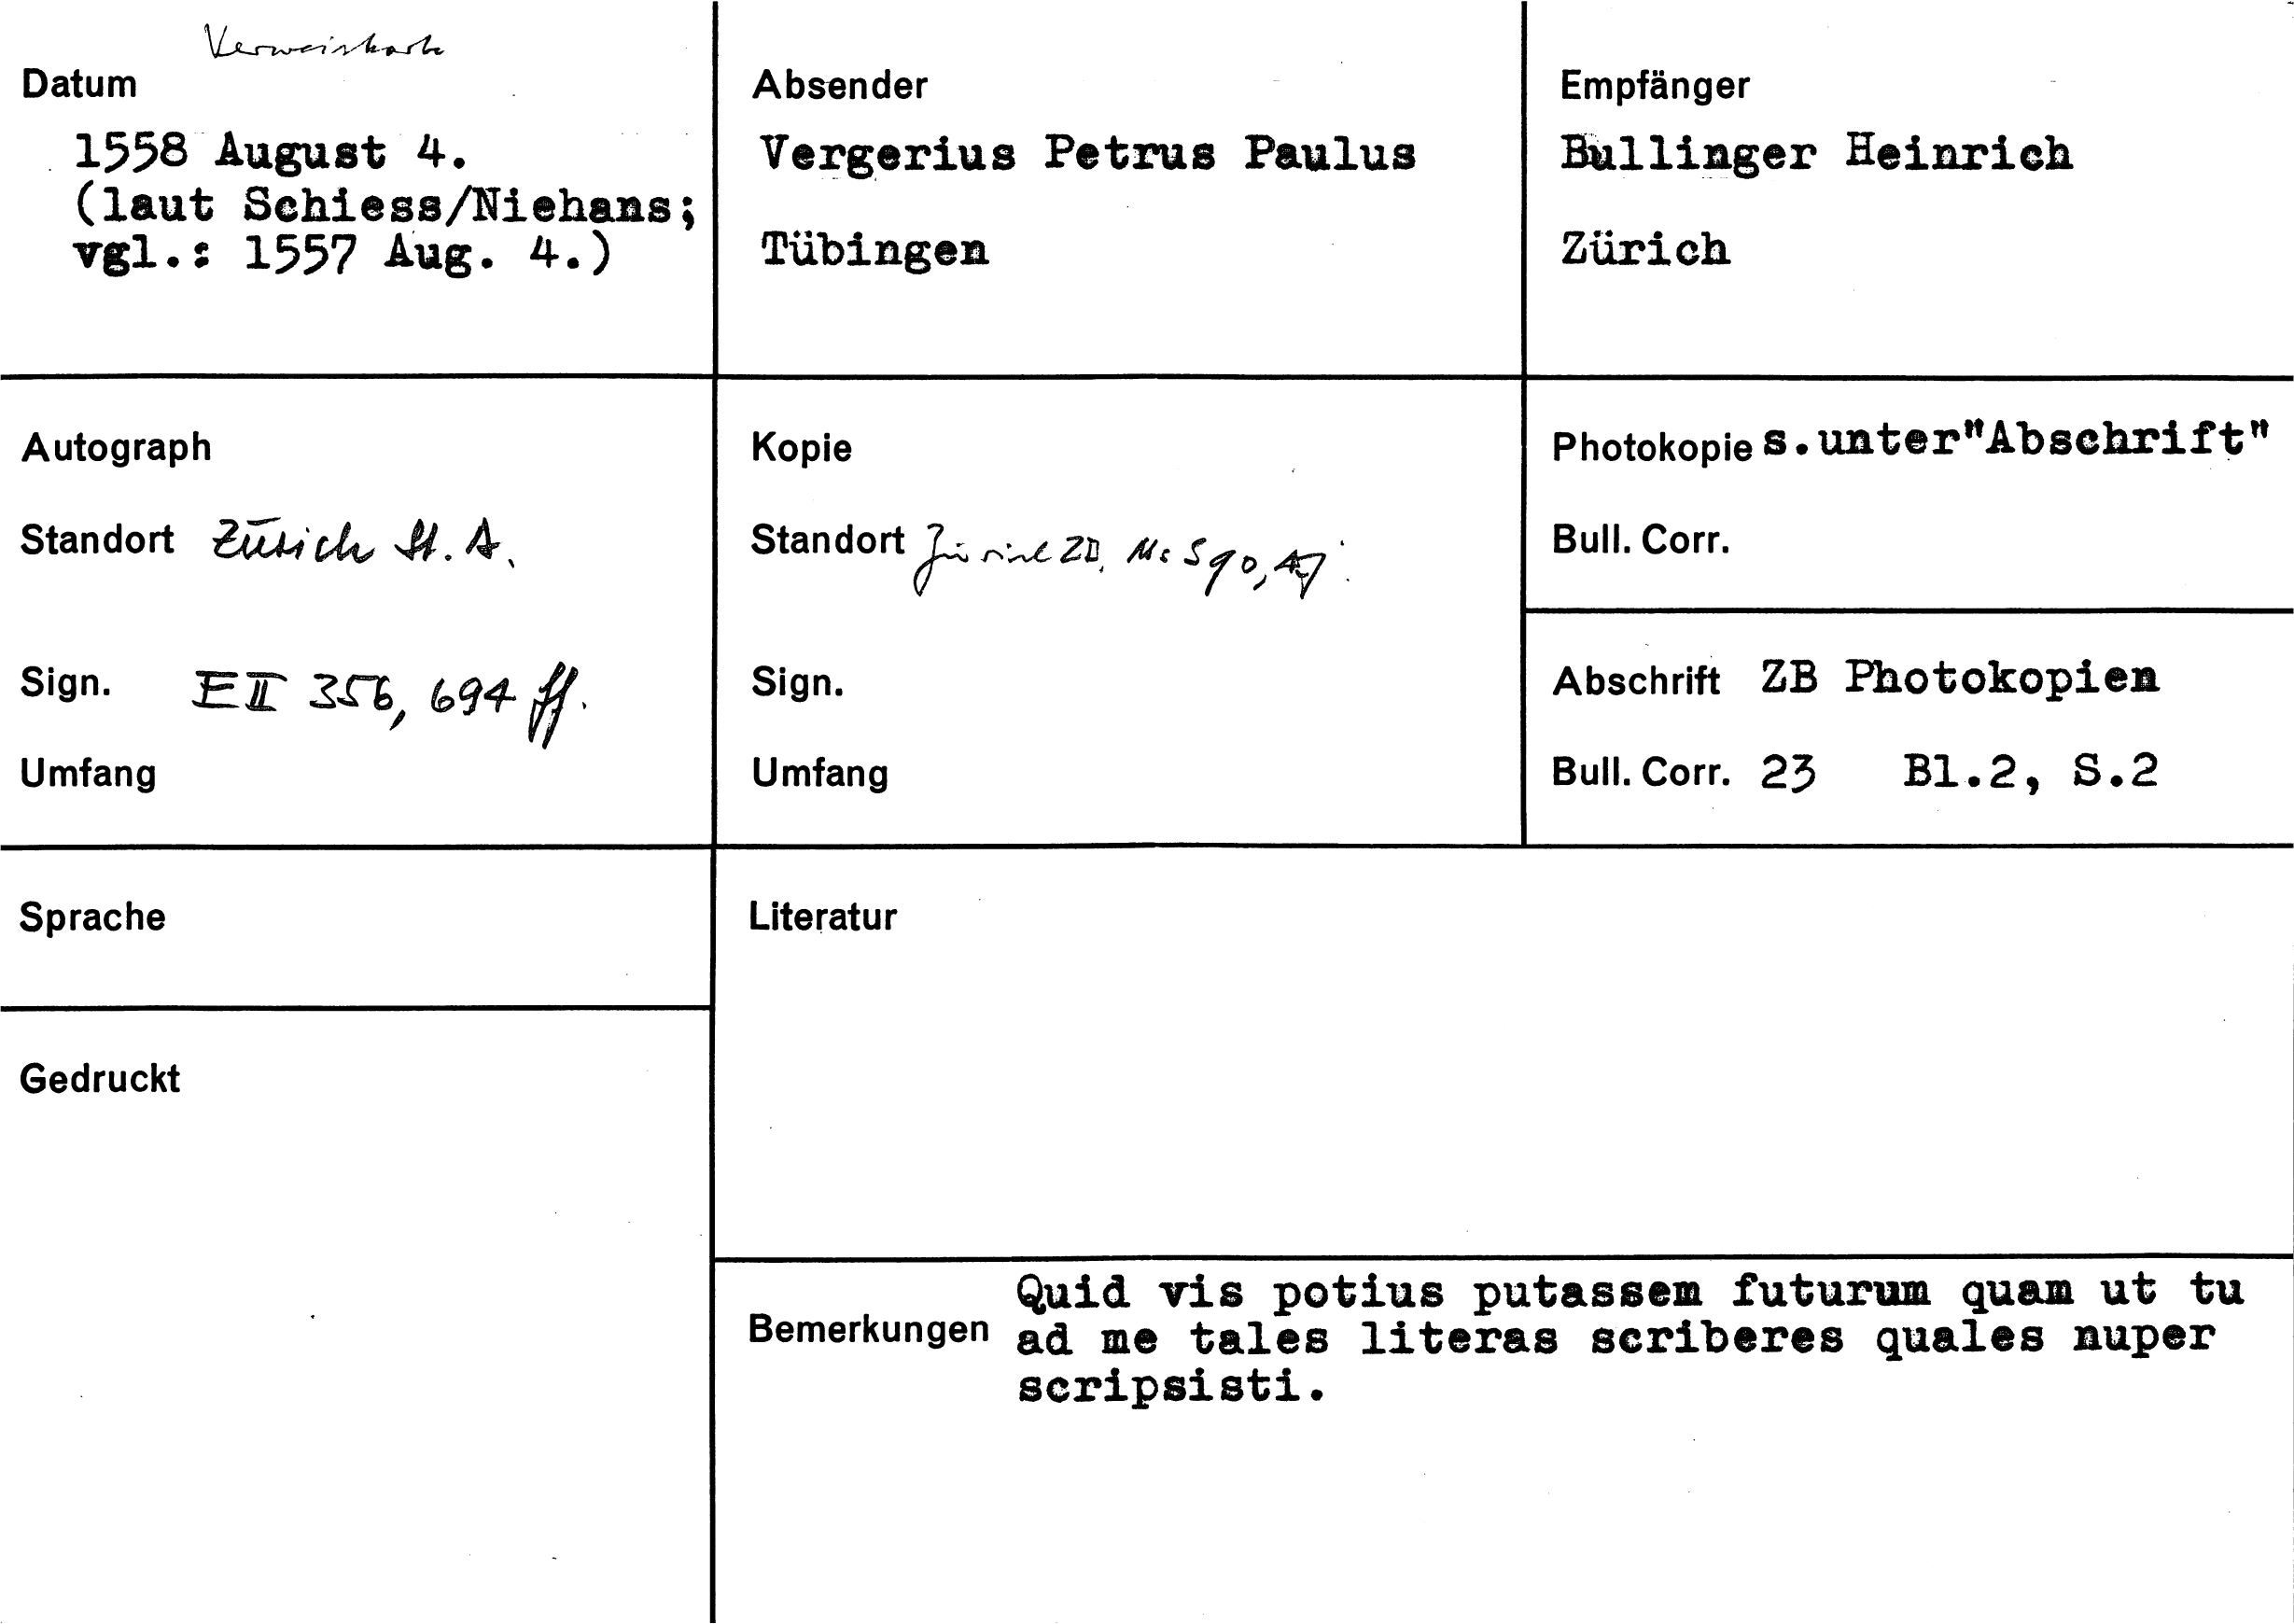 Verweiskarte
Datum
1558 August 4.
(laut Schiess/Niehans;
vgl.: 1557 Aug. 4.)
Absender
Vergerius Petrus Paulus
Tübingen
Empfänger
Bullinger Heinrich
Zürich
Autograph
Standort Zürich St. A.
Sign. E II 356, 694 ff.
Umfang
Kopie
Standort Zürich ZB, Ms S 90,
Sign.
Umfang
Photokopie s.unter"Abschrift"
Bull. Corr.
Abschrift ZB Photokopien
Bull. Corr. 23 Bl.2, S.2
Sprache
Gedruckt
Literatur
Bemerkungen
Quid vis potius putassem futurum quam ut tu
ad me tales literas scriberes quales nuper
scripsisti.